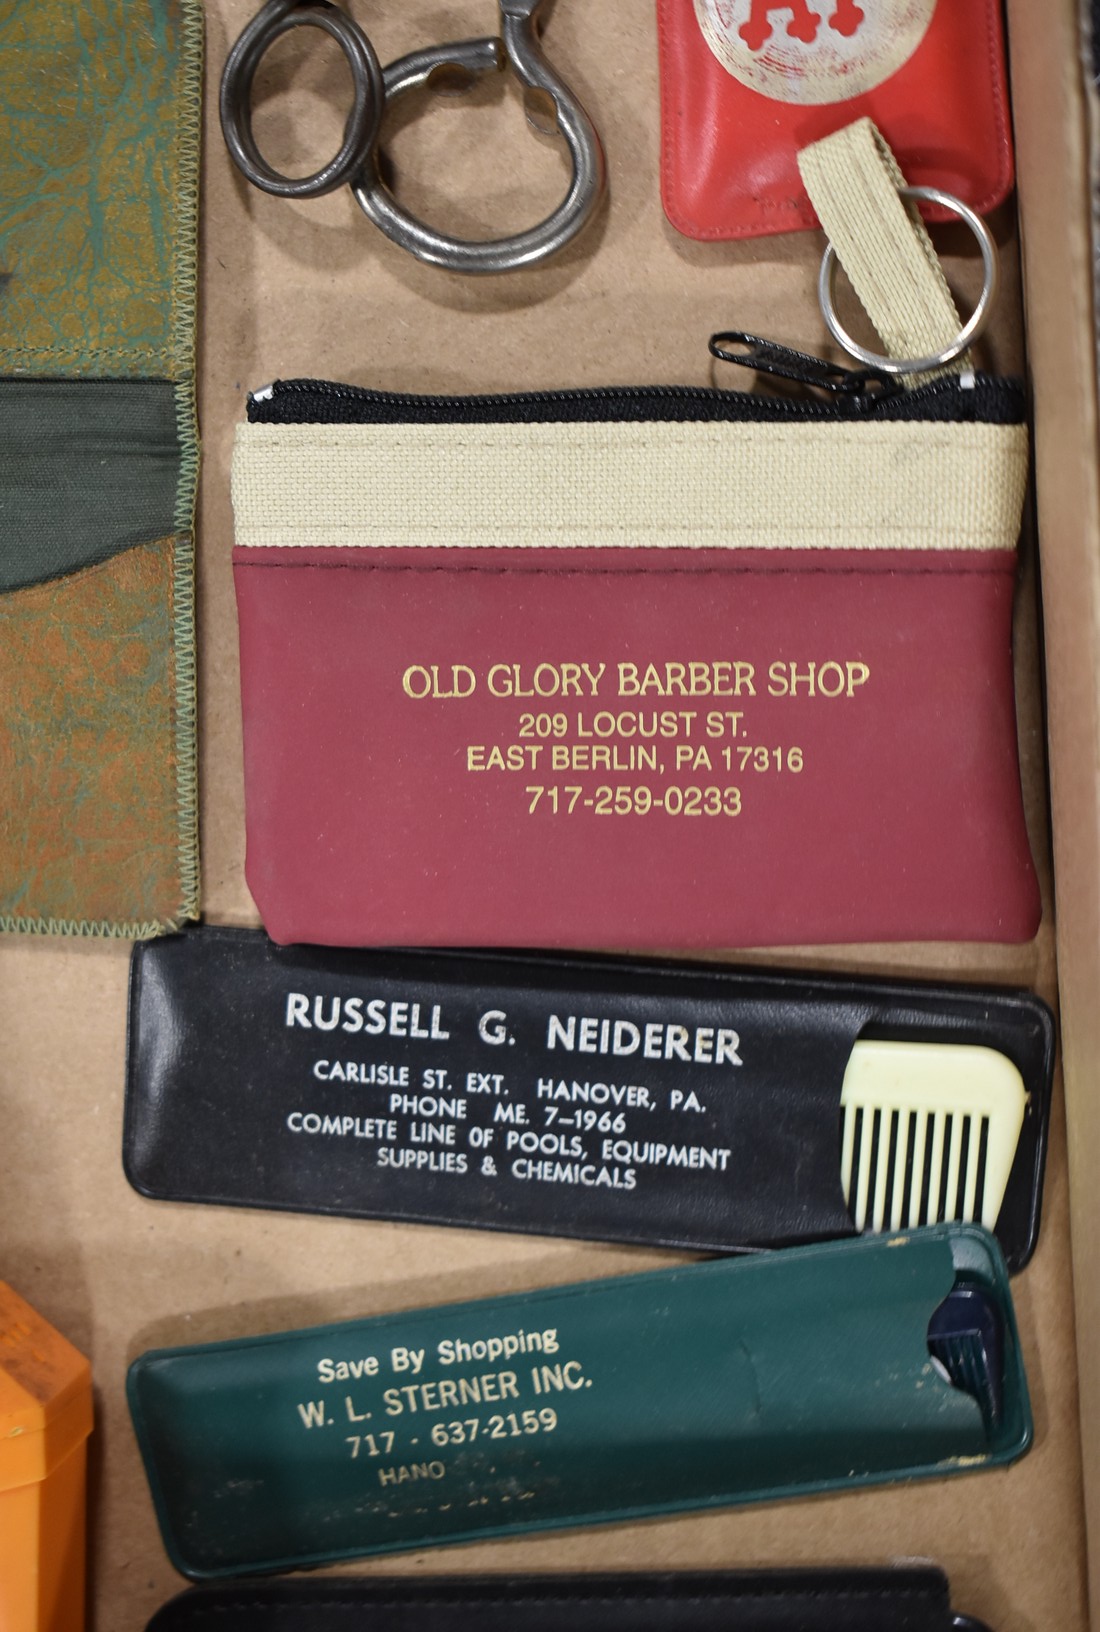 OLD GLORY BARBER SHOP
209 LOCUST ST.
EAST BERLIN, PA 17316
717-259-0233
RUSSELL G. NEIDERER
CARLISLE ST. EXT. HANOVER, PA.
PHONE ME. 7-1966
COMPLETE LINE OF POOLS, EQUIPMENT
SUPPLIES & CHEMICALS
Save By Shopping
W. L. STERNER INC.
717 - 637-2159
HANO